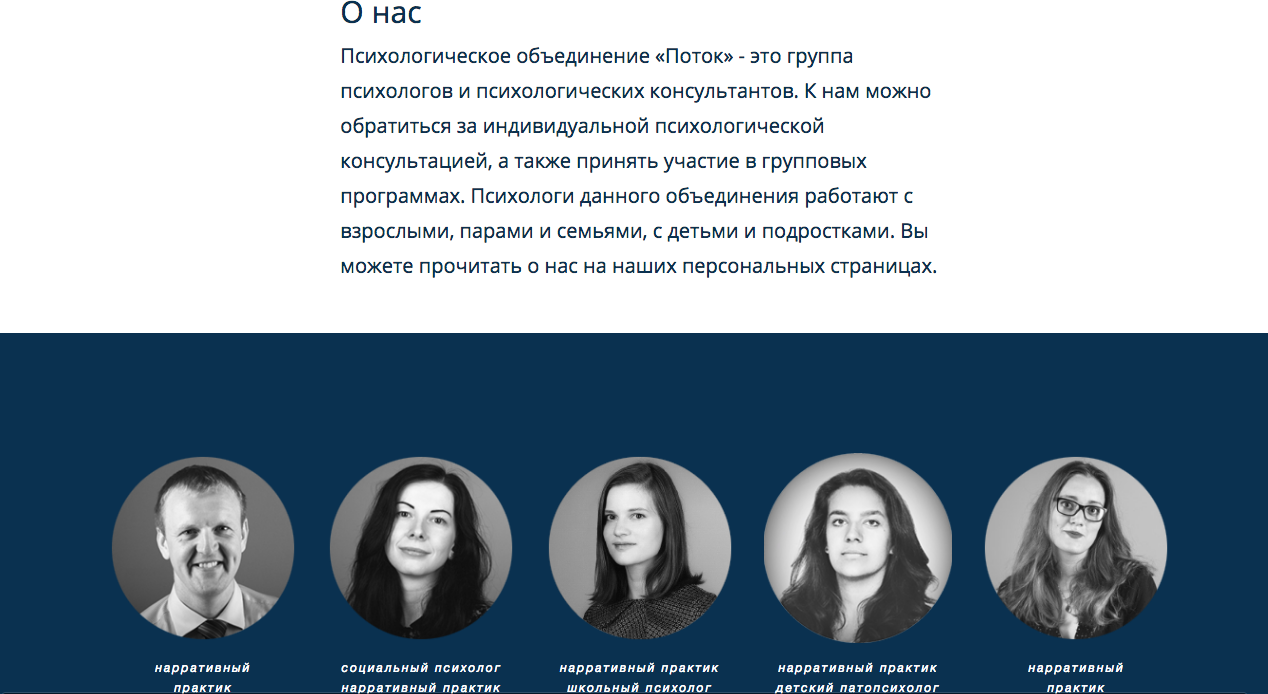 О нас
Психологическое объединение «Поток» - это группа
психологов и психологических консультантов. К нам можно
обратиться за индивидуальной психологической
консультацией, а также принять участие в групповых
программах. Психологи данного объединения работают с
взрослыми, парами и семьями, с детьми и подростками. Вы
можете прочитать о нас на наших персональных страницах.
нарративный
практик
социальный психолог
нарративный практик
нарративный практик
школьный психолог
нарративный практик
детский патопсихолог
нарративный
практик